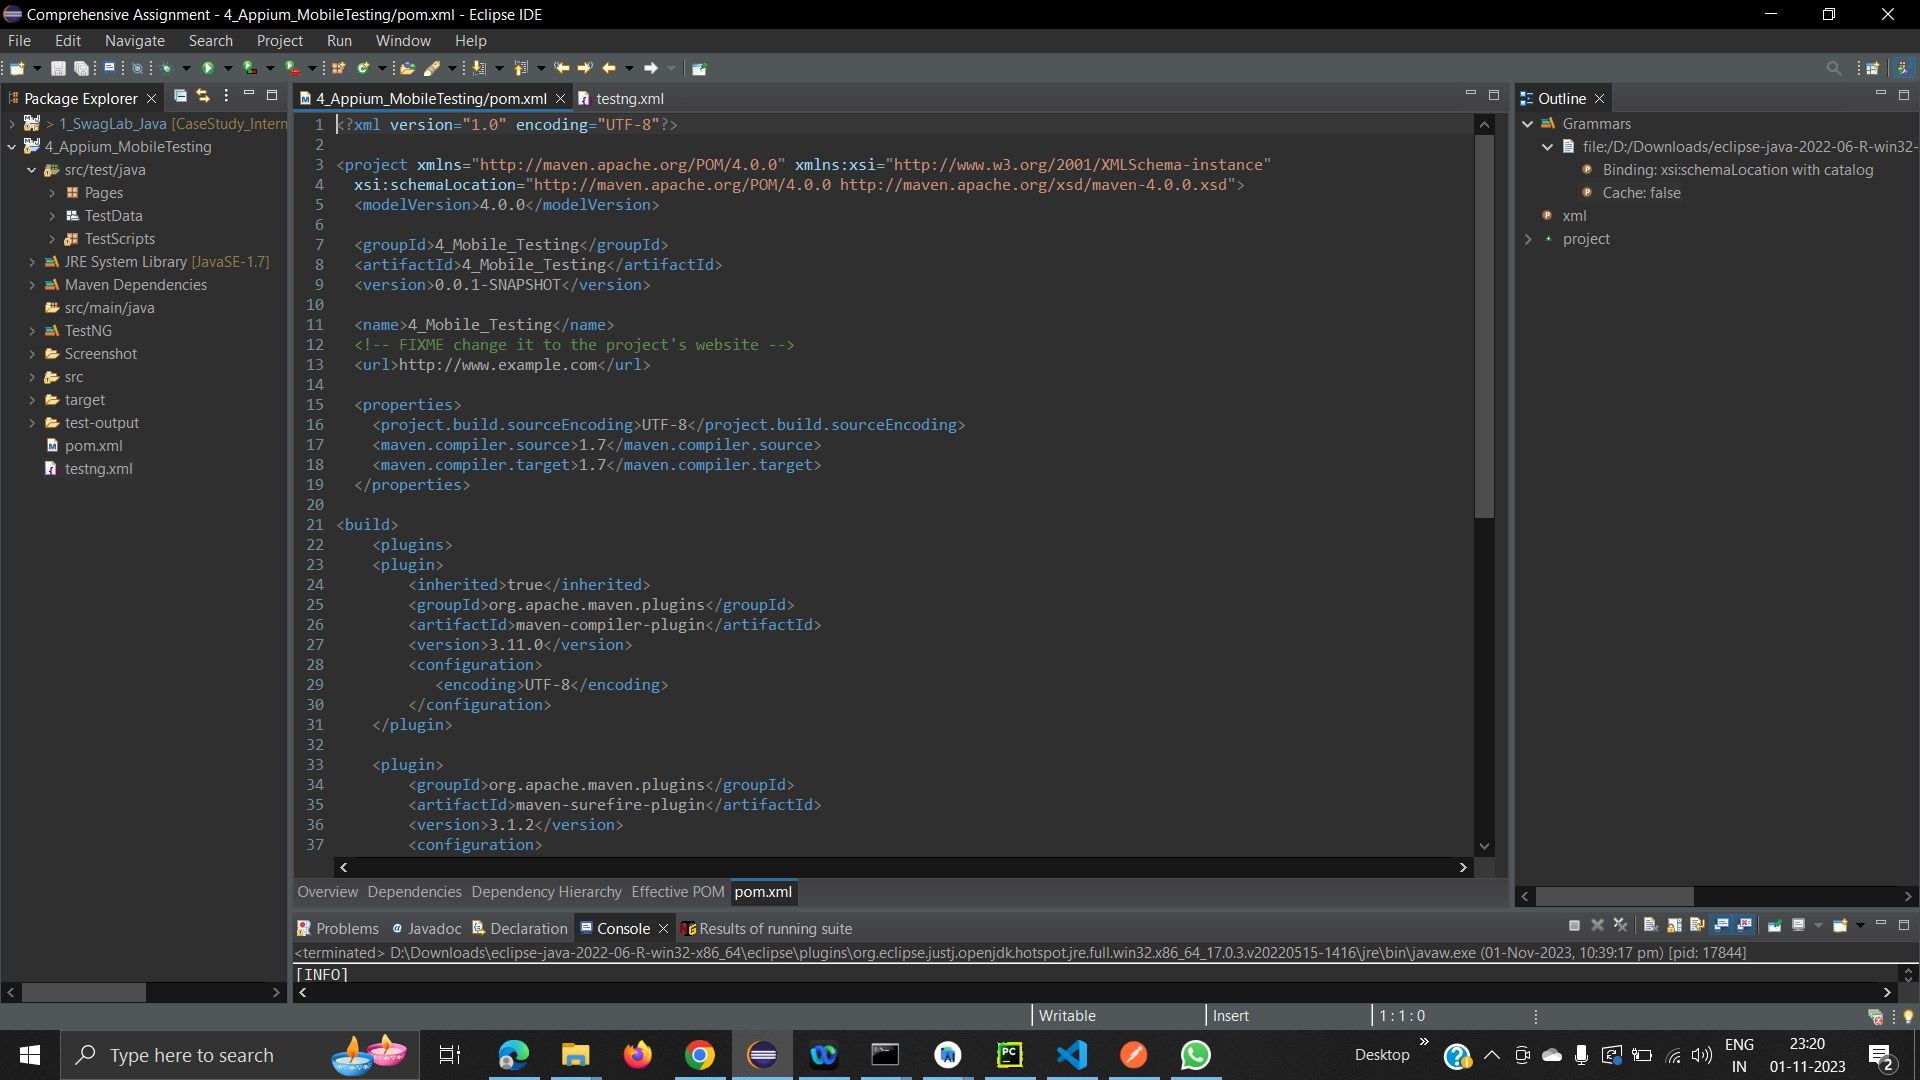 Comprehensive Assignment - 4_Appium_MobileTesting/pom.xml - Eclipse IDE
File Edit Navigate Search Project Run Window Help
Package Explorer
> 1_SwagLab_Java [CaseStudy_Intern
4_Appium_MobileTesting
src/test/java
Pages
TestData
TestScripts
JRE System Library [JavaSE-1.7]
Maven Dependencies
src/main/java
TestNG
Screenshot
src
target
test-output
pom.xml
testng.xml
4_Appium_MobileTesting/pom.xml testng.xml
1 <?xml version="1.0" encoding="UTF-8"?>
2
3 <project xmlns="http://maven.apache.org/POM/4.0.0" xmlns:xsi="http://www.w3.org/2001/XMLSchema-instance"
4 xsi:schemaLocation="http://maven.apache.org/POM/4.0.0 http://maven.apache.org/xsd/maven-4.0.0.xsd">
5 <modelVersion>4.0.0</modelVersion>
6
7 <groupId>4_Mobile_Testing</groupId>
8 <artifactId>4_Mobile_Testing</artifactId>
9 <version>0.0.1-SNAPSHOT</version>
10
11 <name>4_Mobile_Testing</name>
12 <!-- FIXME change it to the project's website -->
13 <url>http://www.example.com</url>
14
15 <properties>
16 <project.build.sourceEncoding>UTF-8</project.build.sourceEncoding>
17 <maven.compiler.source>1.7</maven.compiler.source>
18 <maven.compiler.target>1.7</maven.compiler.target>
19 </properties>
20
21 <build>
22 <plugins>
23 <plugin>
24 <inherited>true</inherited>
25 <groupId>org.apache.maven.plugins</groupId>
26 <artifactId>maven-compiler-plugin</artifactId>
27 <version>3.11.0</version>
28 <configuration>
29 <encoding>UTF-8</encoding>
30 </configuration>
31 </plugin>
32
33 <plugin>
34 <groupId>org.apache.maven.plugins</groupId>
35 <artifactId>maven-surefire-plugin</artifactId>
36 <version>3.1.2</version>
37 <configuration>
Overview Dependencies Dependency Hierarchy Effective POM pom.xml
Outline
Grammars
file:/D:/Downloads/eclipse-java-2022-06-R-win32-
Binding: xsi:schemaLocation with catalog
Cache: false
xml
project
Problems Javadoc Declaration Console Results of running suite
<terminated> D:\Downloads\eclipse-java-2022-06-R-win32-x86_64\eclipse\plugins\org.eclipse.justj.openjdk.hotspot.jre.full.win32.x86_64_17.0.3.v20220515-1416\jre\bin\javaw.exe (01-Nov-2023, 10:39:17 pm) [pid: 17844]
[INFO]
Writable Insert 1 : 1 : 0
Type here to search
PC
Desktop
ENG
IN
23:20
01-11-2023
2